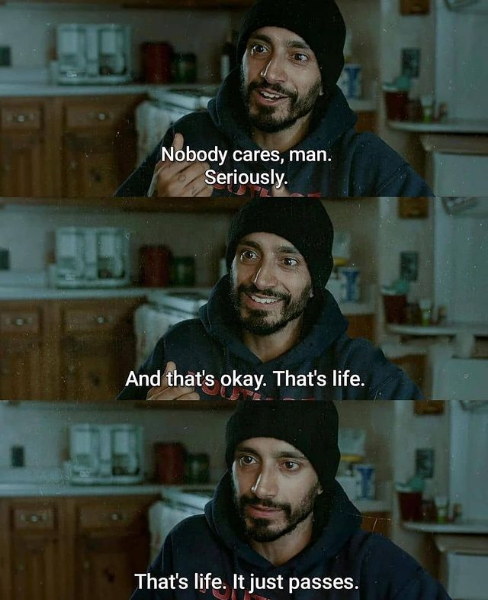 Nobody cares, man.
Seriously.
And that's okay. That's life.
That's life. It just passes.